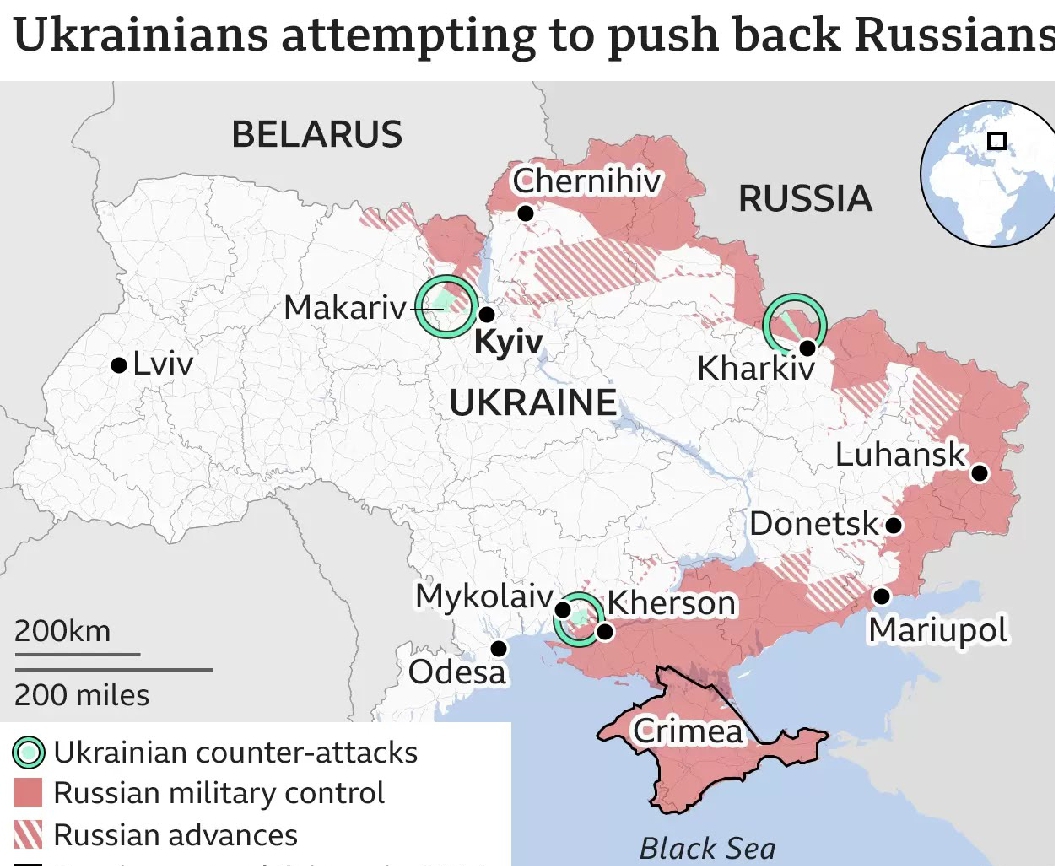 Ukrainians attempting to push back Russians
BELARUS
Chernihiv
RUSSIA
Makariv
Kyiv
Lviv
Kharkiv
UKRAINE
Luhansk
Donetsk
Mykolaiv
Kherson
Mariupol
200km
Odesa
200 miles
Crimea
Ukrainian counter-attacks
Russian military control
Russian advances
Black Sea